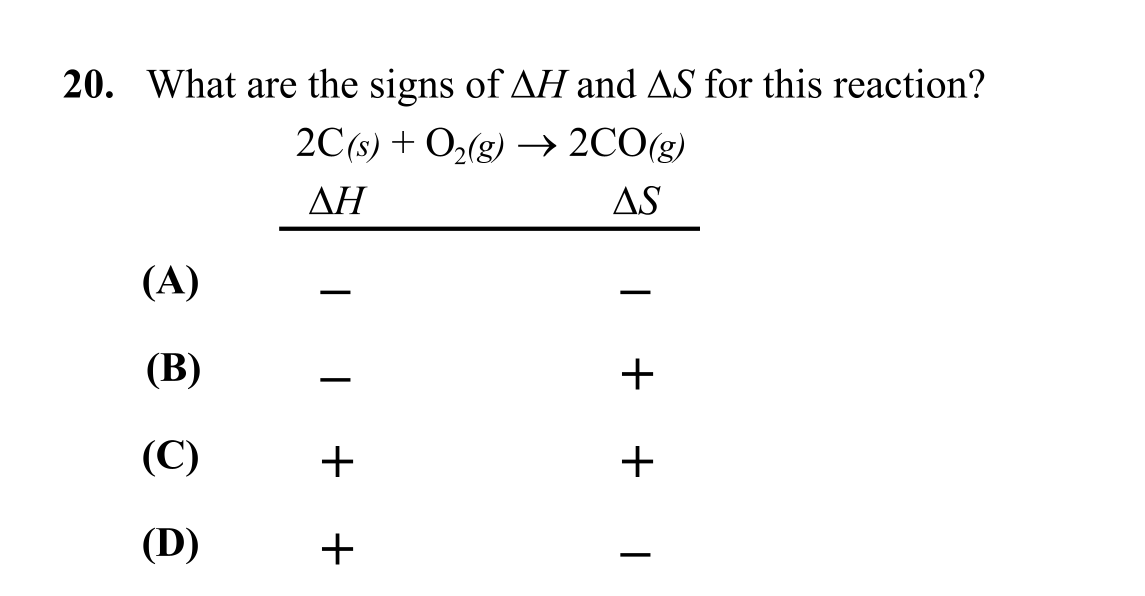 20. What are the signs of ΔH and ΔS for this reaction?
2C(s) + O₂(g) → 2CO(g)
ΔH ΔS
(A) – –
(B) – +
(C) + +
(D) + –